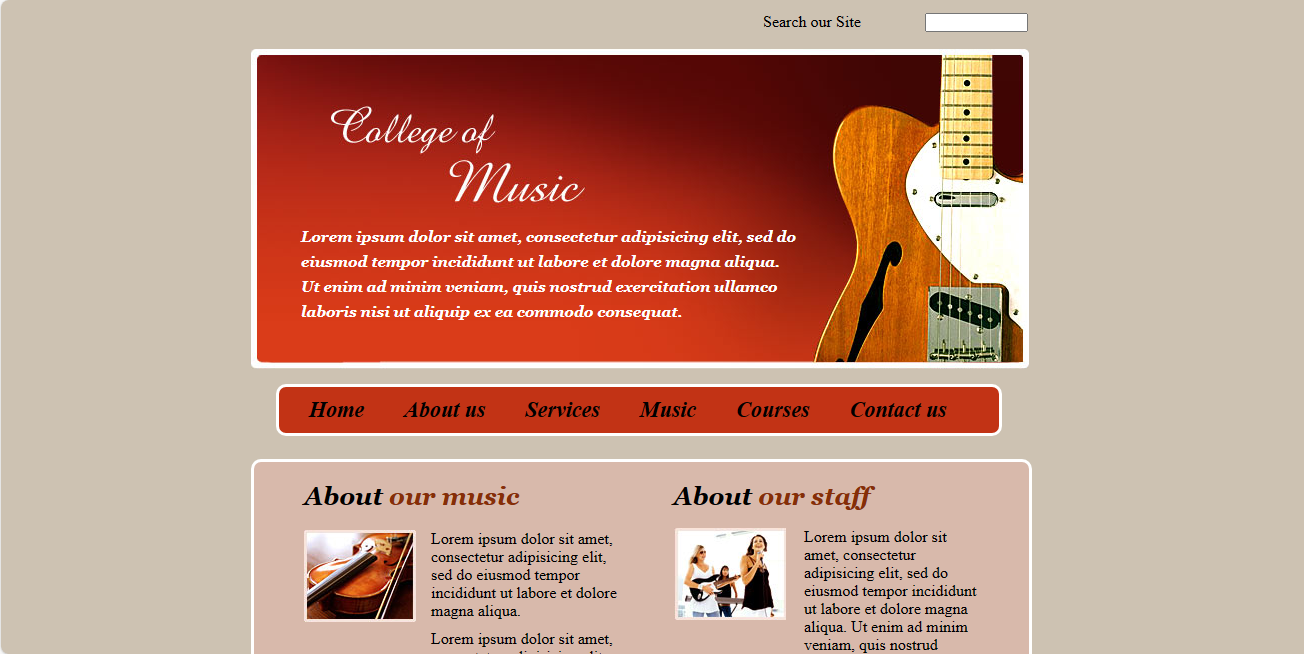 Search our Site
College of
Music
Lorem ipsum dolor sit amet, consectetur adipisicing elit, sed do
eiusmod tempor incididunt ut labore et dolore magna aliqua.
Ut enim ad minim veniam, quis nostrud exercitation ullamco
laboris nisi ut aliquip ex ea commodo consequat.
Home About us Services Music Courses Contact us
About our music
Lorem ipsum dolor sit amet,
consectetur adipisicing elit,
sed do eiusmod tempor
incididunt ut labore et dolore
magna aliqua.
Lorem ipsum dolor sit amet,
About our staff
Lorem ipsum dolor sit
amet, consectetur
adipisicing elit, sed do
eiusmod tempor incididunt
ut labore et dolore magna
aliqua. Ut enim ad minim
veniam, quis nostrud